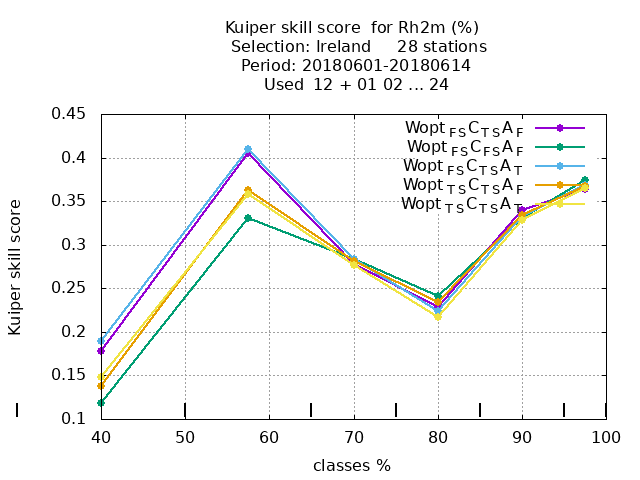 Kuiper skill score  for Rh2m (%)
Selection: Ireland     28 stations
Period: 20180601-20180614
Used  12 + 01 02 ... 24
Kuiper skill score
0.45
0.4
0.35
0.3
0.25
0.2
0.15
0.1
Wopt FS C TS A F
Wopt FS C FS A F
Wopt FS C TS A T
Wopt TS C TS A F
Wopt TS C TS A T
40 50 60 70 80 90 100
classes %